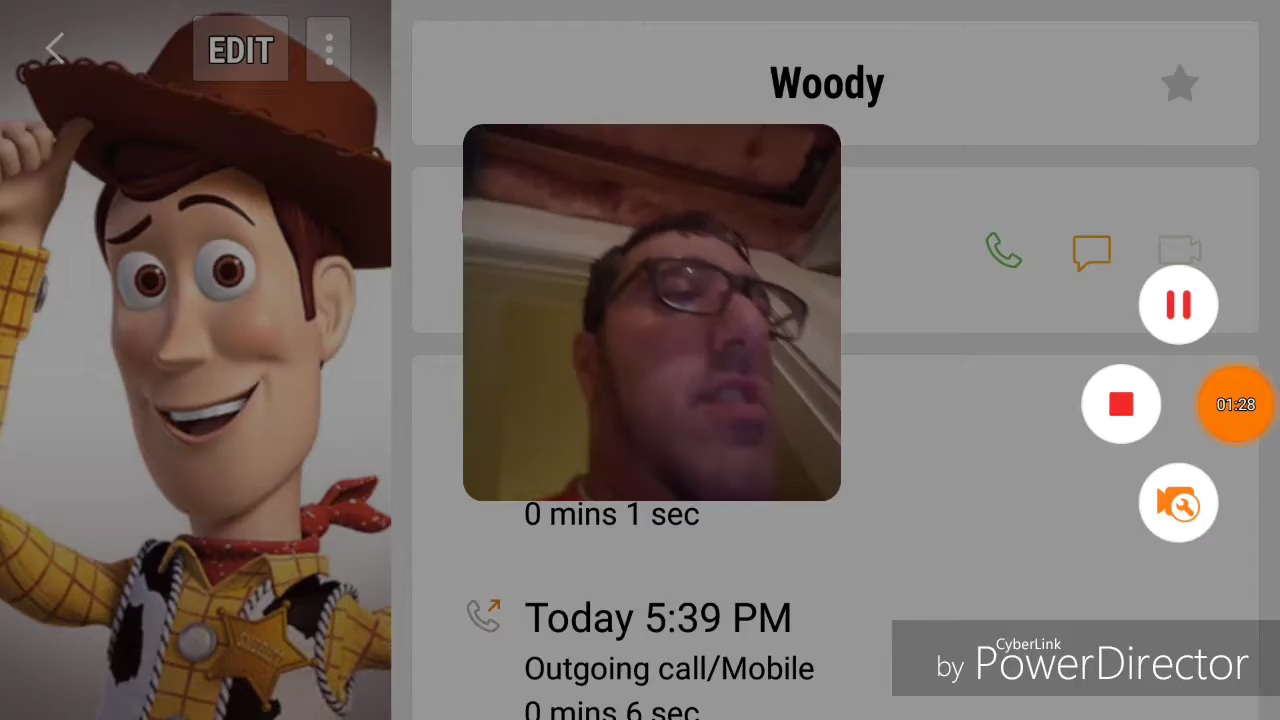 EDIT
Woody
0 mins 1 sec
Today 5:39 PM
Outgoing call/Mobile
0 mins 6 sec
01:28
CyberLink
by PowerDirector